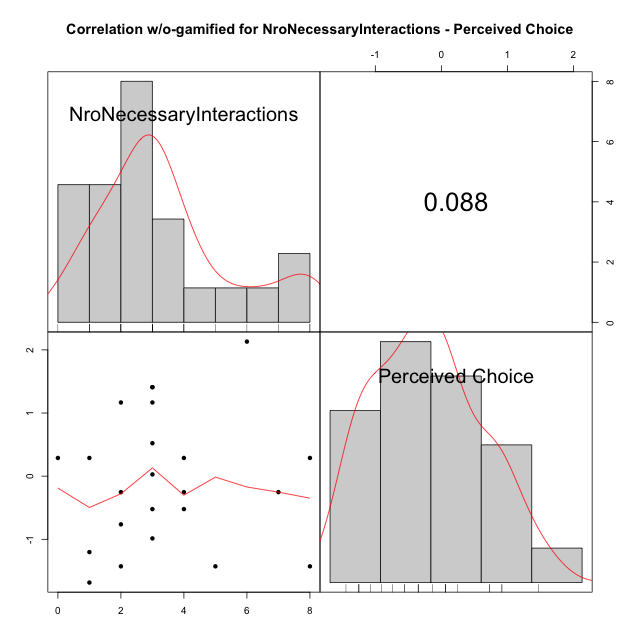 Correlation w/o-gamified for NroNecessaryInteractions - Perceived Choice
-1 0 1 2
NroNecessaryInteractions
0.088
8
6
4
2
0
Perceived Choice
2
1
0
-1
0 2 4 6 8